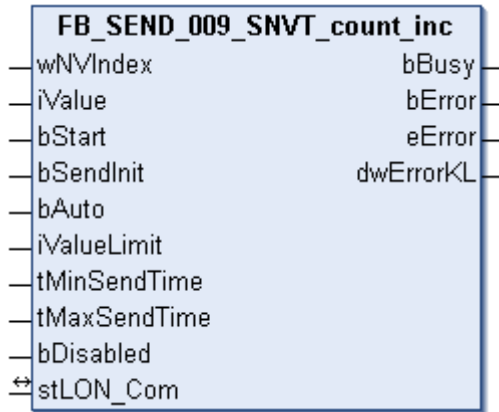 FB_SEND_009_SNVT_count_inc
wNVIndex bBusy
iValue bError
bStart eError
bSendInit dwErrorKL
bAuto
iValueLimit
tMinSendTime
tMaxSendTime
bDisabled
stLON_Com